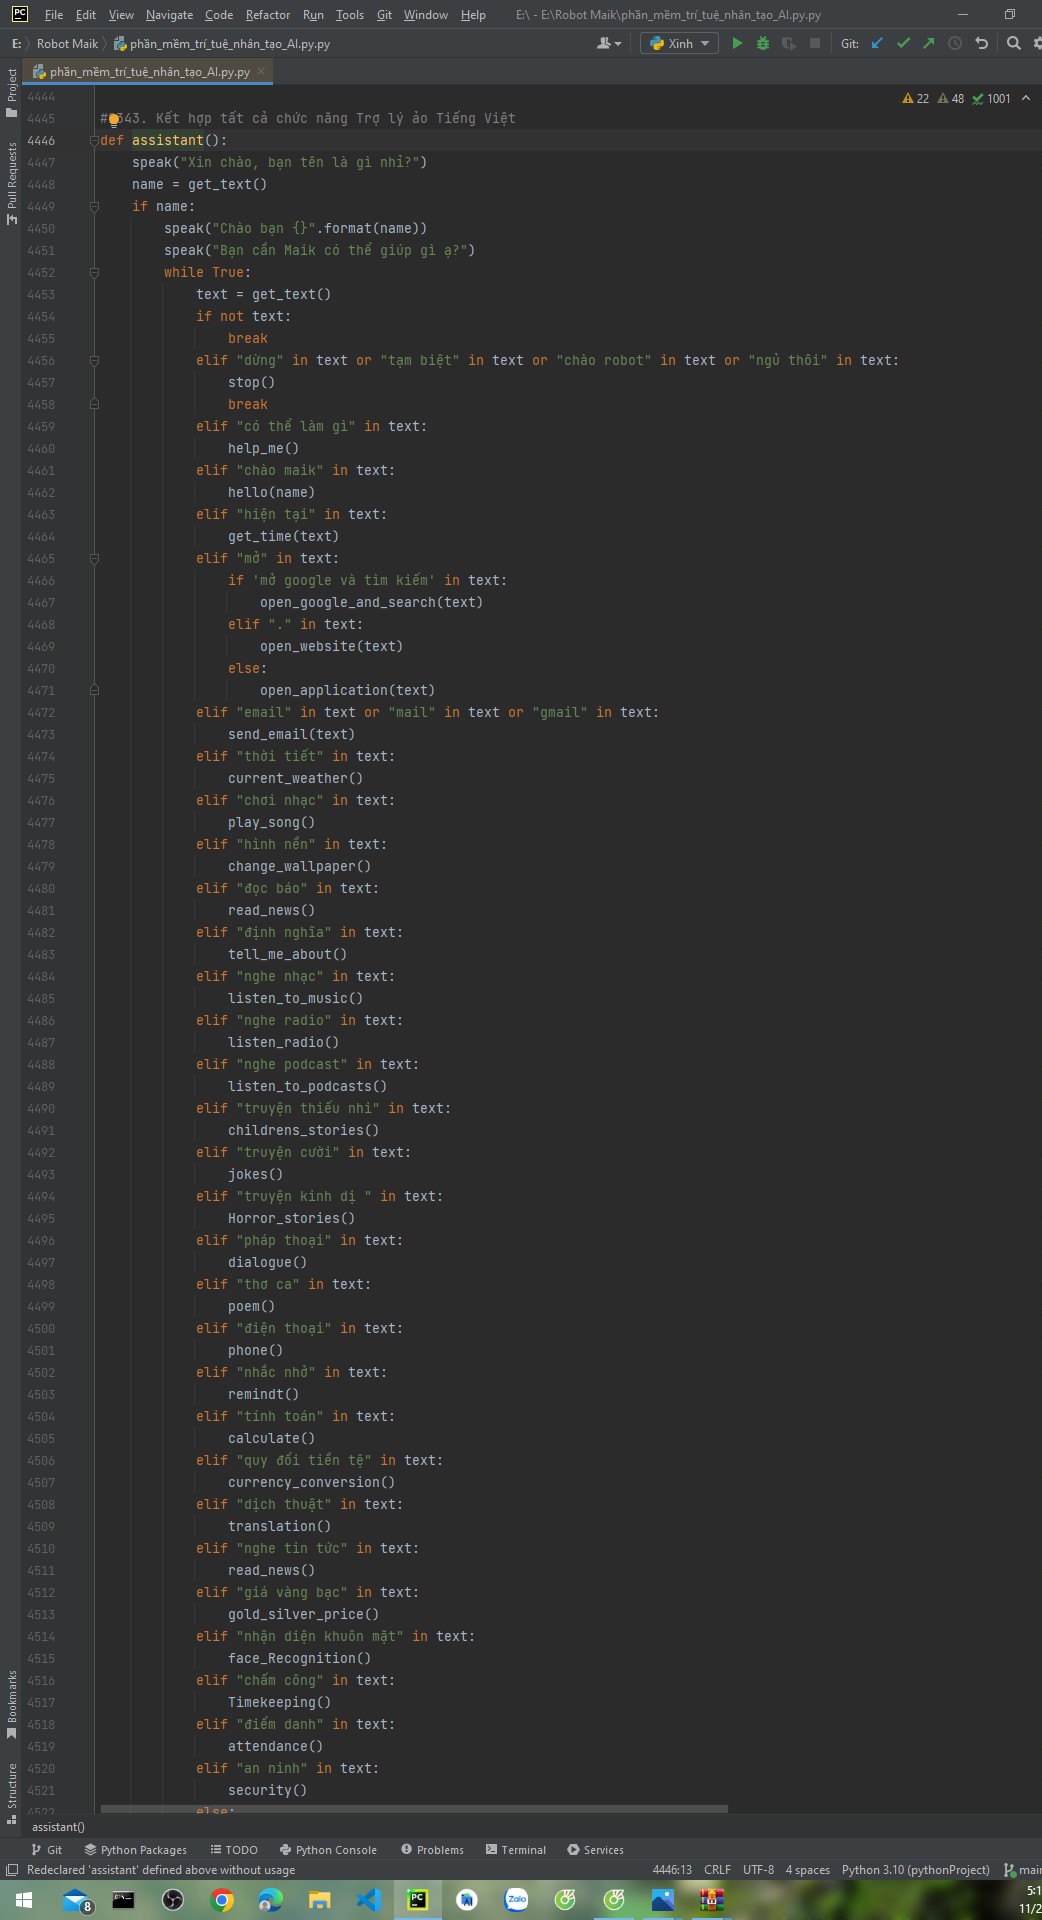 File Edit View Navigate Code Refactor Run Tools Git Window Help E:\ - E:\Robot Maik\phần_mềm_trí_tuệ_nhân_tạo_AI.py.py
E: Robot Maik phần_mềm_trí_tuệ_nhân_tạo_AI.py.py Xinh Git:
phần_mềm_trí_tuệ_nhân_tạo_AI.py.py
Project
Pull Requests
22 48 1001
4444
4445 343. Kết hợp tất cả chức năng Trợ lý ảo Tiếng Việt
4446 def assistant():
4447 speak("Xin chào, bạn tên là gì nhỉ?")
4448 name = get_text()
4449 if name:
4450 speak("Chào bạn {}".format(name))
4451 speak("Bạn cần Maik có thể giúp gì ạ?")
4452 while True:
4453 text = get_text()
4454 if not text:
4455 break
4456 elif "dừng" in text or "tạm biệt" in text or "chào robot" in text or "ngủ thôi" in text:
4457 stop()
4458 break
4459 elif "có thể làm gì" in text:
4460 help_me()
4461 elif "chào maik" in text:
4462 hello(name)
4463 elif "hiện tại" in text:
4464 get_time(text)
4465 elif "mở" in text:
4466 if 'mở google và tìm kiếm' in text:
4467 open_google_and_search(text)
4468 elif "." in text:
4469 open_website(text)
4470 else:
4471 open_application(text)
4472 elif "email" in text or "mail" in text or "gmail" in text:
4473 send_email(text)
4474 elif "thời tiết" in text:
4475 current_weather()
4476 elif "chơi nhạc" in text:
4477 play_song()
4478 elif "hình nền" in text:
4479 change_wallpaper()
4480 elif "đọc báo" in text:
4481 read_news()
4482 elif "định nghĩa" in text:
4483 tell_me_about()
4484 elif "nghe nhạc" in text:
4485 listen_to_music()
4486 elif "nghe radio" in text:
4487 listen_radio()
4488 elif "nghe podcast" in text:
4489 listen_to_podcasts()
4490 elif "truyện thiếu nhi" in text:
4491 childrens_stories()
4492 elif "truyện cười" in text:
4493 jokes()
4494 elif "truyện kinh dị " in text:
4495 Horror_stories()
4496 elif "pháp thoại" in text:
4497 dialogue()
4498 elif "thơ ca" in text:
4499 poem()
4500 elif "điện thoại" in text:
4501 phone()
4502 elif "nhắc nhở" in text:
4503 remindt()
4504 elif "tính toán" in text:
4505 calculate()
4506 elif "quy đổi tiền tệ" in text:
4507 currency_conversion()
4508 elif "dịch thuật" in text:
4509 translation()
4510 elif "nghe tin tức" in text:
4511 read_news()
4512 elif "giá vàng bạc" in text:
4513 gold_silver_price()
4514 elif "nhận diện khuôn mặt" in text:
4515 face_Recognition()
4516 elif "chấm công" in text:
4517 Timekeeping()
4518 elif "điểm danh" in text:
4519 attendance()
4520 elif "an ninh" in text:
4521 security()
4522 else:
Bookmarks
Structure
assistant()
Git Python Packages TODO Python Console Problems Terminal Services
Redeclared 'assistant' defined above without usage 4446:13 CRLF UTF-8 4 spaces Python 3.10 (pythonProject)
8 PC AI Zalo